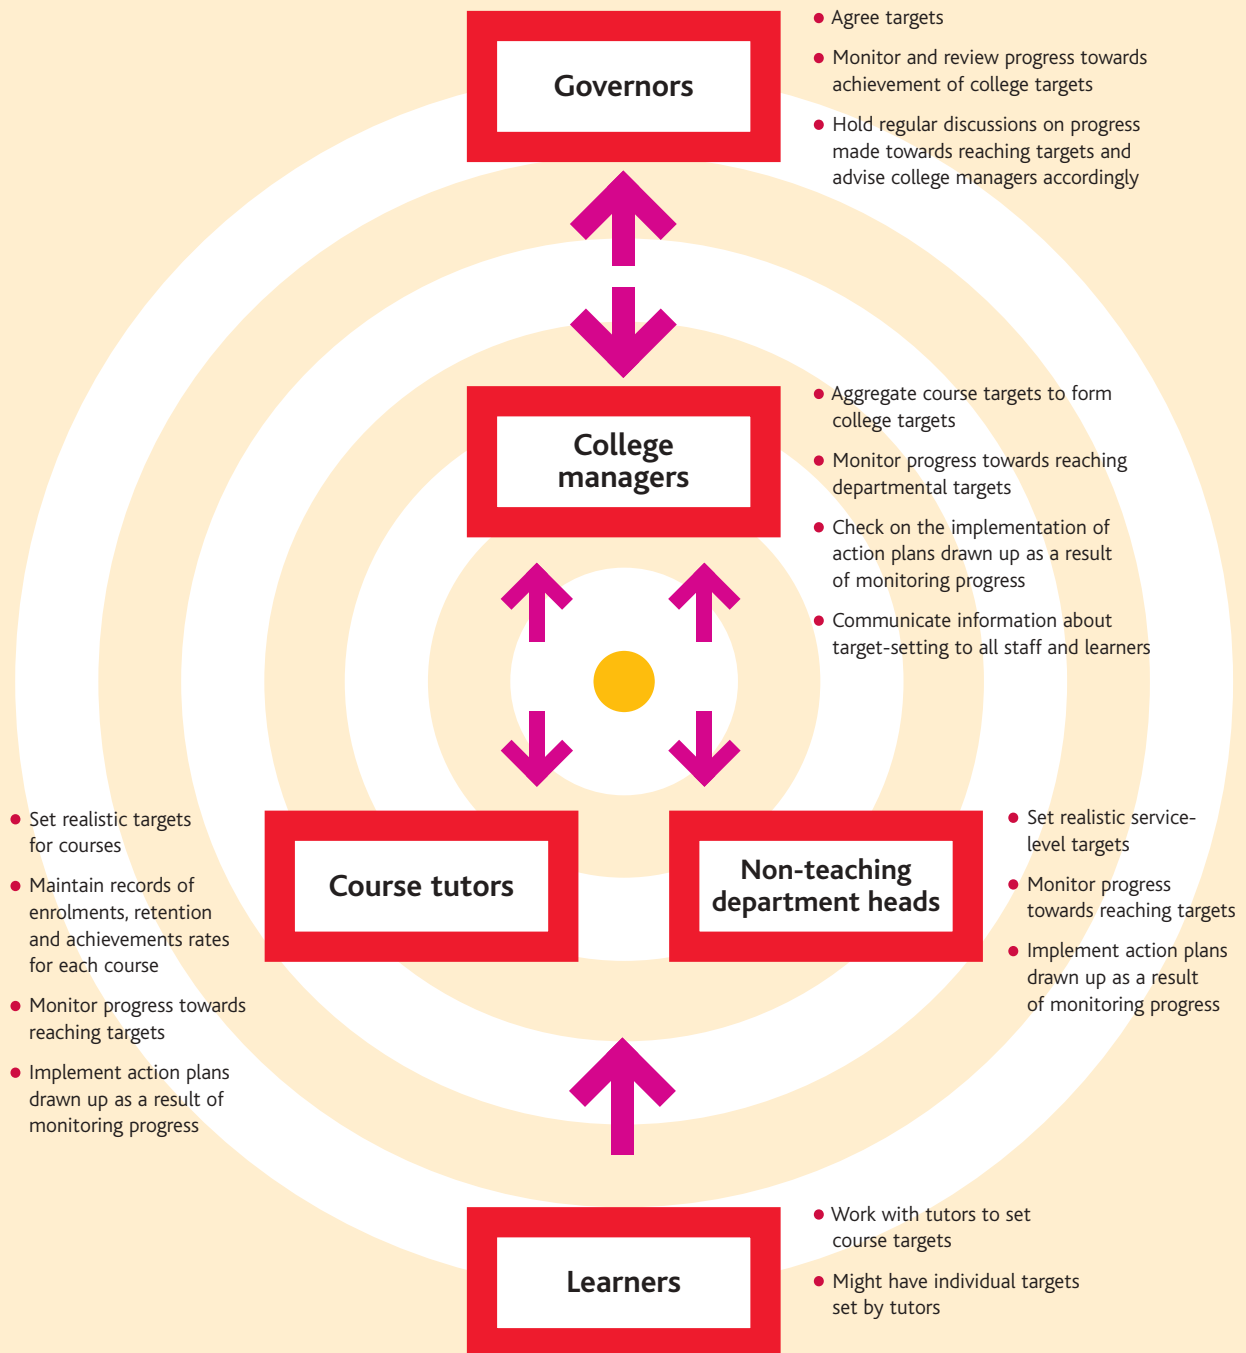 Governors
• Agree targets
• Monitor and review progress towards
achievement of college targets
• Hold regular discussions on progress
made towards reaching targets and
advise college managers accordingly
College
managers
• Aggregate course targets to form
college targets
• Monitor progress towards reaching
departmental targets
• Check on the implementation of
action plans drawn up as a result
of monitoring progress
• Communicate information about
target-setting to all staff and learners
• Set realistic targets
for courses
• Maintain records of
enrolments, retention
and achievements rates
for each course
• Monitor progress towards
reaching targets
• Implement action plans
drawn up as a result of
monitoring progress
Course tutors
Non-teaching
department heads
• Set realistic service-
level targets
• Monitor progress
towards reaching targets
• Implement action plans
drawn up as a result
of monitoring progress
Learners
• Work with tutors to set
course targets
• Might have individual targets
set by tutors